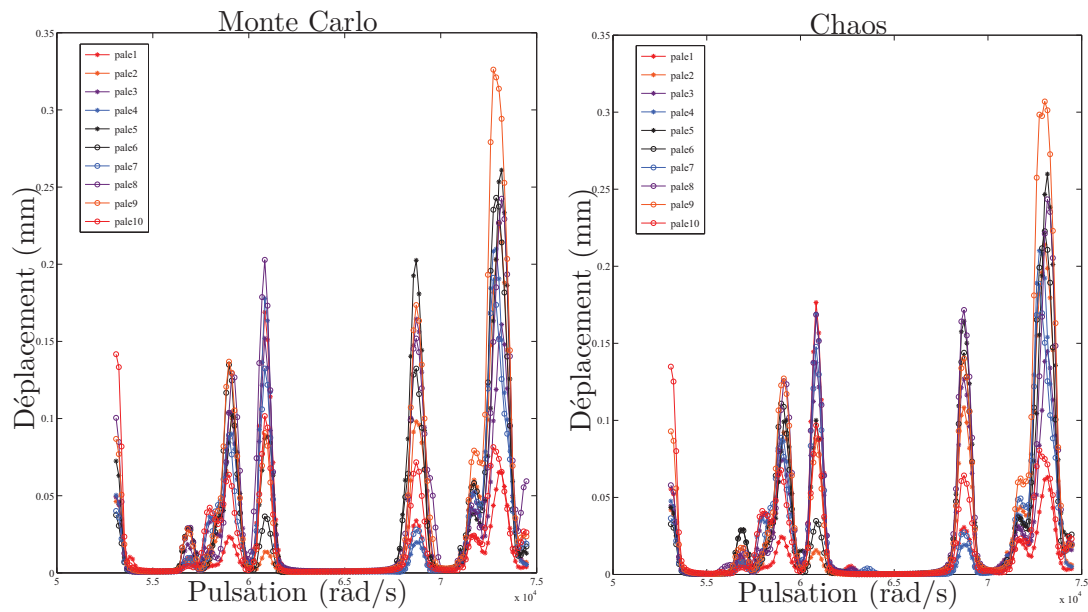 Monte Carlo
Déplacement (mm)
0.35
0.3
0.25
0.2
0.15
0.1
0.05
0
pale1
pale2
pale3
pale4
pale5
pale6
pale7
pale8
pale9
pale10
5
5.5
6
6.5
7
7.5
x 10⁴
Pulsation (rad/s)
Chaos
Déplacement (mm)
0.35
0.3
0.25
0.2
0.15
0.1
0.05
0
pale1
pale2
pale3
pale4
pale5
pale6
pale7
pale8
pale9
pale10
5
5.5
6
6.5
7
7.5
x 10⁴
Pulsation (rad/s)